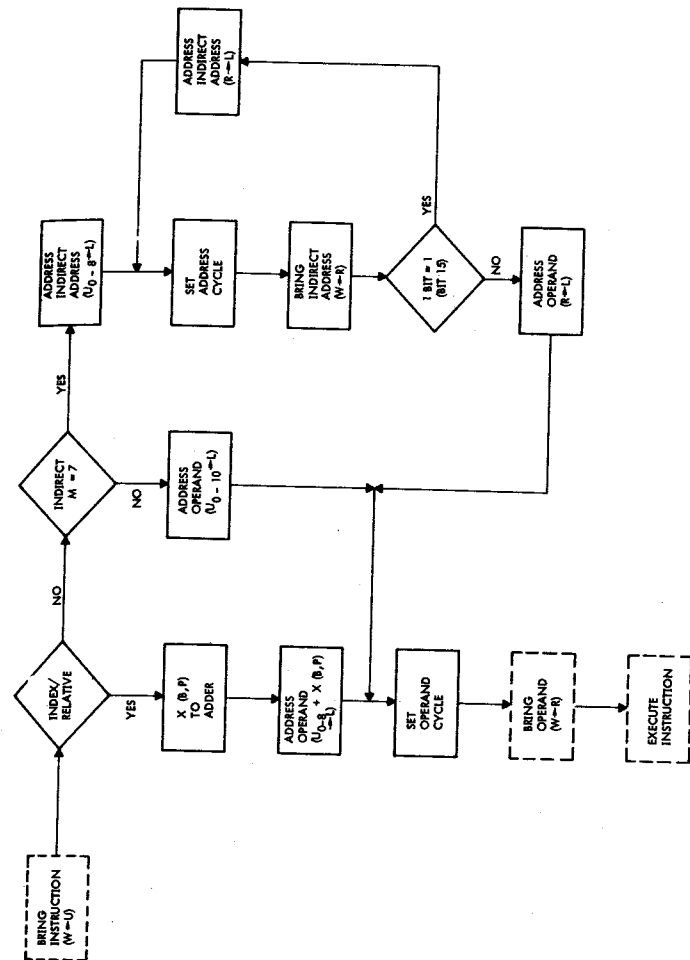 BRING
INSTRUCTION
(W←U)
INDEX/
RELATIVE
NO
YES
INDIRECT
M = 7
YES
NO
ADDRESS
INDIRECT
ADDRESS
(U0 – 8←L)
ADDRESS
INDIRECT
ADDRESS
(R←L)
X (B,P)
TO
ADDER
ADDRESS
OPERAND
(U0 – 10←L)
SET
ADDRESS
CYCLE
ADDRESS
OPERAND
(U0–8 + X (B,P)
←L)
BRING
INDIRECT
ADDRESS
(W←R)
SET
OPERAND
CYCLE
I BIT = 1
(BIT 15)
YES
NO
BRING
OPERAND
(W←R)
ADDRESS
OPERAND
(R←L)
EXECUTE
INSTRUCTION